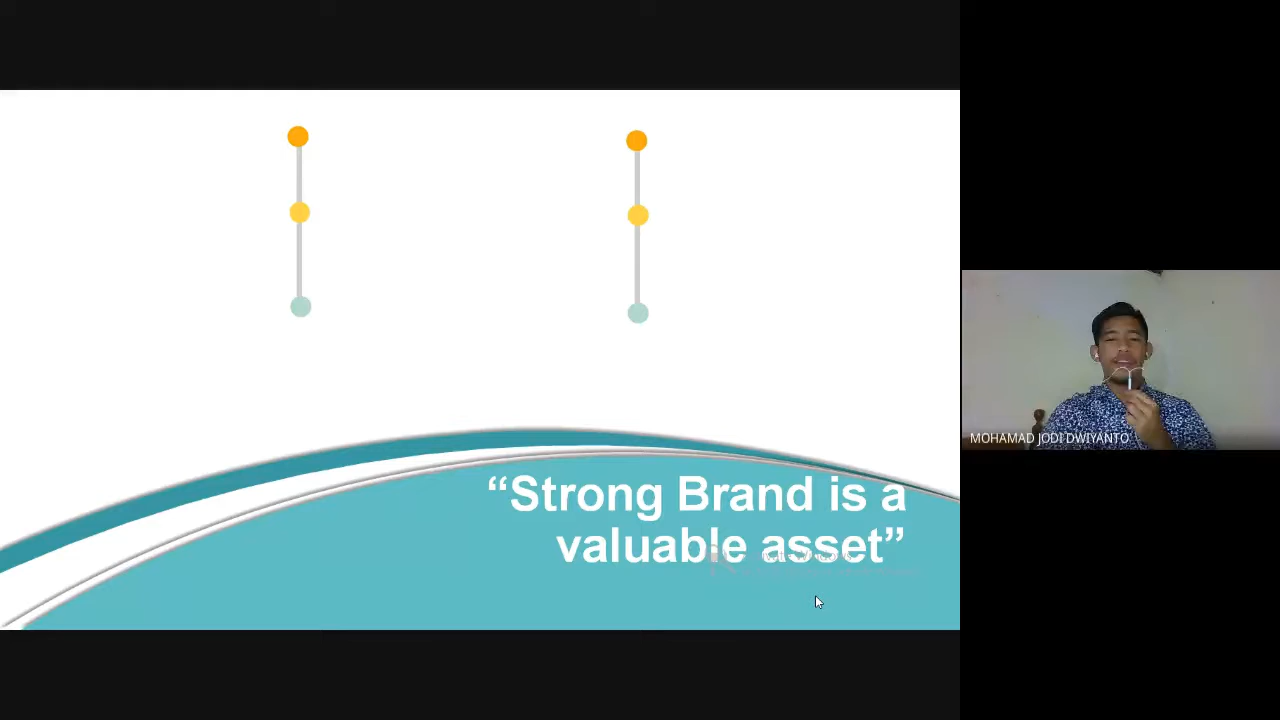 “Strong Brand is a
valuable asset”
MOHAMAD JODI DWIYANTO